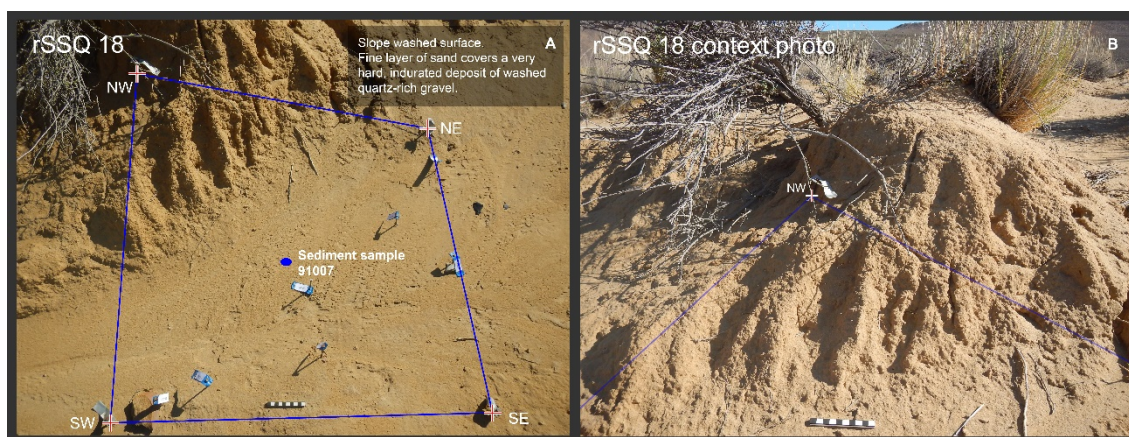 rSSQ 18
A
Slope washed surface.
Fine layer of sand covers a very
hard, indurated deposit of washed
quartz-rich gravel.
NW
NE
Sediment sample
91007
SW
SE
rSSQ 18 context photo
B
NW